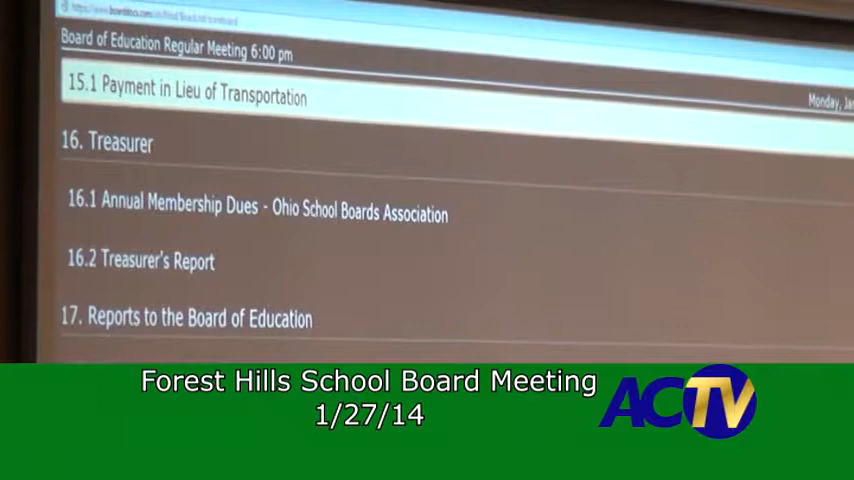 Board of Education Regular Meeting 6:00 pm
Monday, Ja
15.1 Payment in Lieu of Transportation
16. Treasurer
16.1 Annual Membership Dues - Ohio School Boards Association
16.2 Treasurer's Report
17. Reports to the Board of Education
Forest Hills School Board Meeting
1/27/14
ACTV